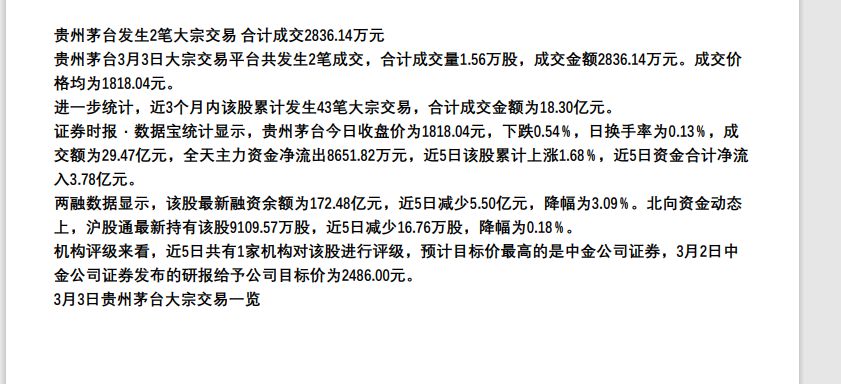 贵州茅台发生2笔大宗交易 合计成交2836.14万元
贵州茅台3月3日大宗交易平台共发生2笔成交，合计成交量1.56万股，成交金额2836.14万元。成交价
格均为1818.04元。
进一步统计，近3个月内该股累计发生43笔大宗交易，合计成交金额为18.30亿元。
证券时报·数据宝统计显示，贵州茅台今日收盘价为1818.04元，下跌0.54%，日换手率为0.13%，成
交额为29.47亿元，全天主力资金净流出8651.82万元，近5日该股累计上涨1.68%，近5日资金合计净流
入3.78亿元。
两融数据显示，该股最新融资余额为172.48亿元，近5日减少5.50亿元，降幅为3.09%。北向资金动态
上，沪股通最新持有该股9109.57万股，近5日减少16.76万股，降幅为0.18%。
机构评级来看，近5日共有1家机构对该股进行评级，预计目标价最高的是中金公司证券，3月2日中
金公司证券发布的研报给予公司目标价为2486.00元。
3月3日贵州茅台大宗交易一览